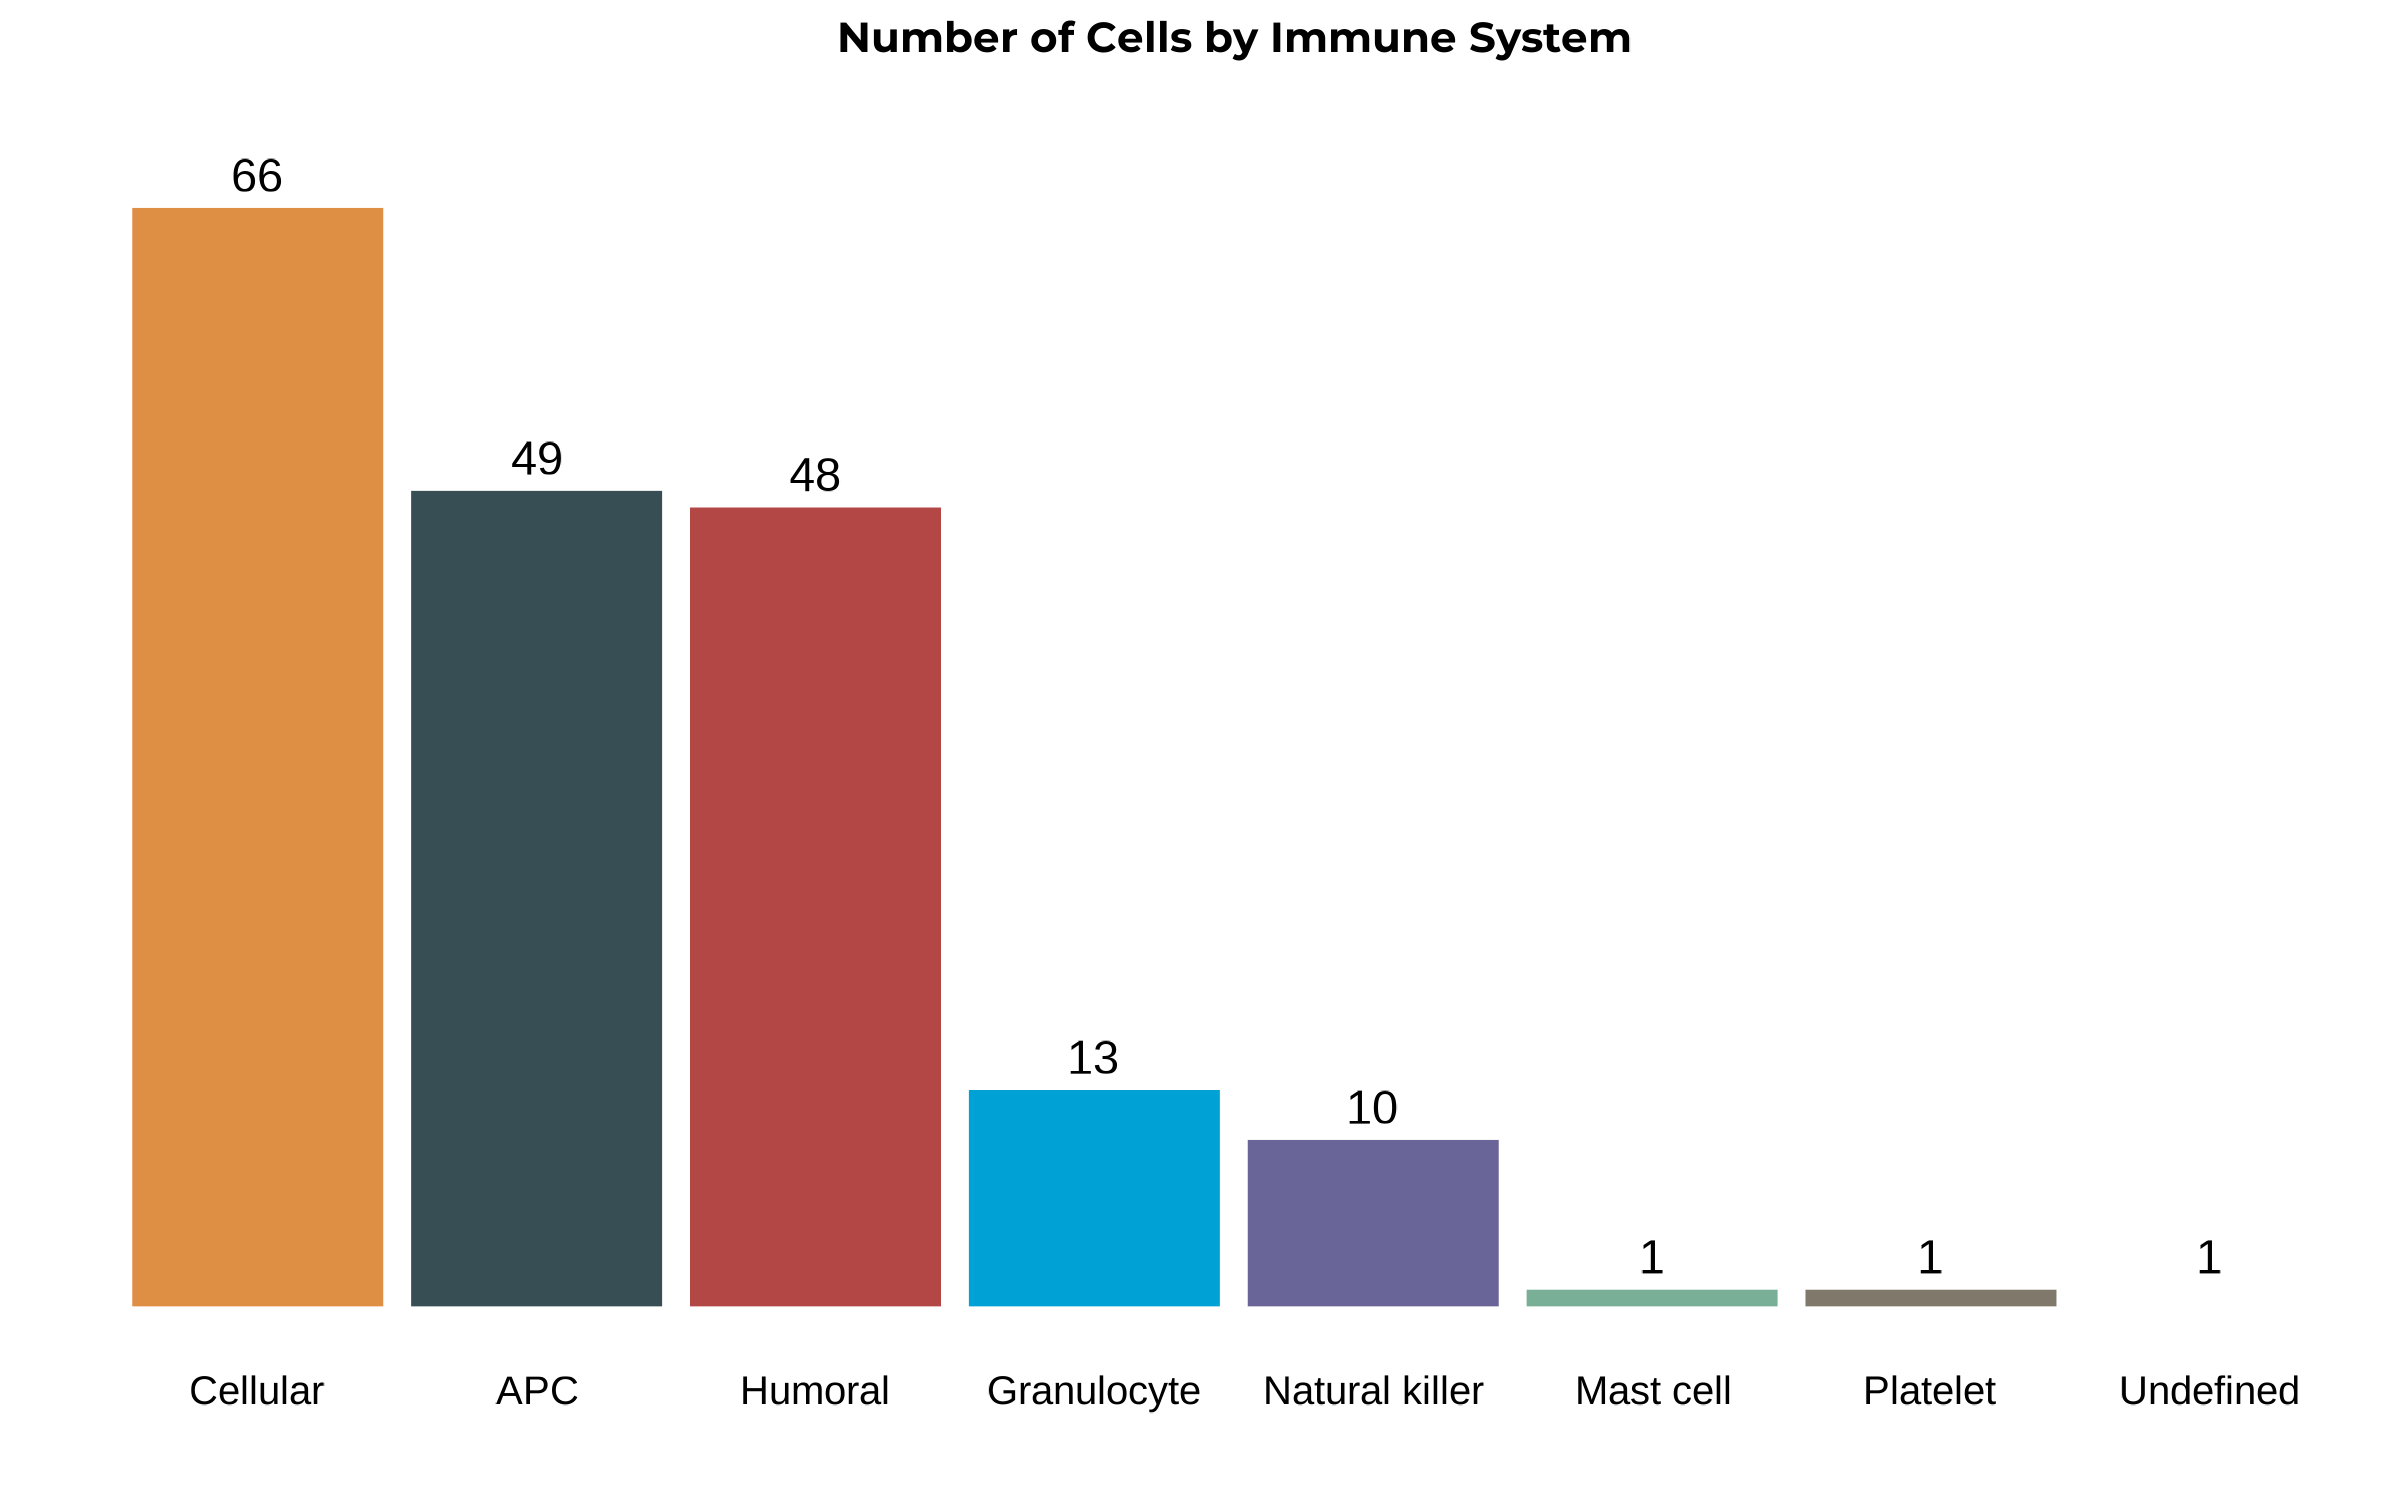 Number of Cells by Immune System
66
49
48
13
10
1
1
1
Cellular
APC
Humoral
Granulocyte
Natural killer
Mast cell
Platelet
Undefined